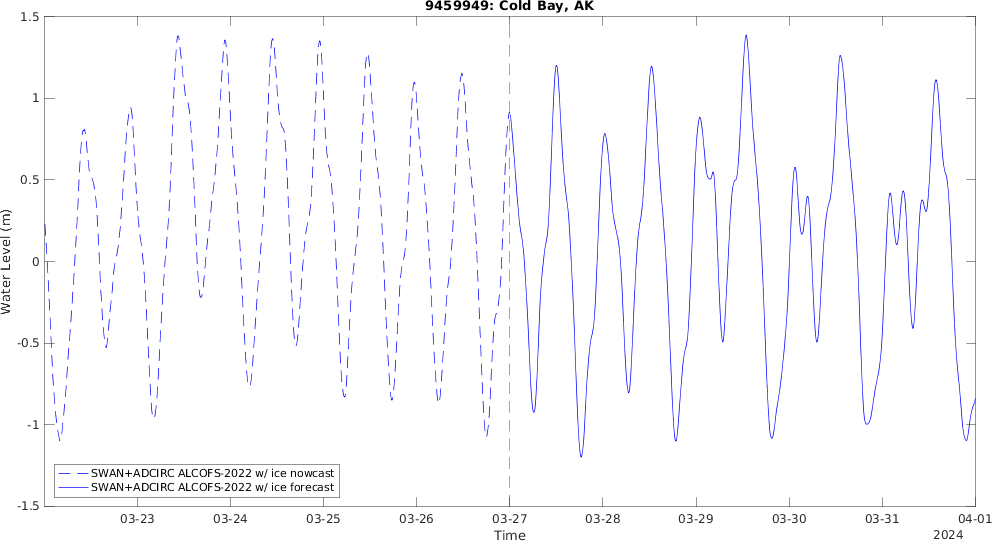 9459949: Cold Bay, AK
1.5
1
0.5
0
-0.5
-1
-1.5
Water Level (m)
SWAN+ADCIRC ALCOFS-2022 w/ ice nowcast
SWAN+ADCIRC ALCOFS-2022 w/ ice forecast
03-23 03-24 03-25 03-26 03-27 03-28 03-29 03-30 03-31 04-01
Time
2024